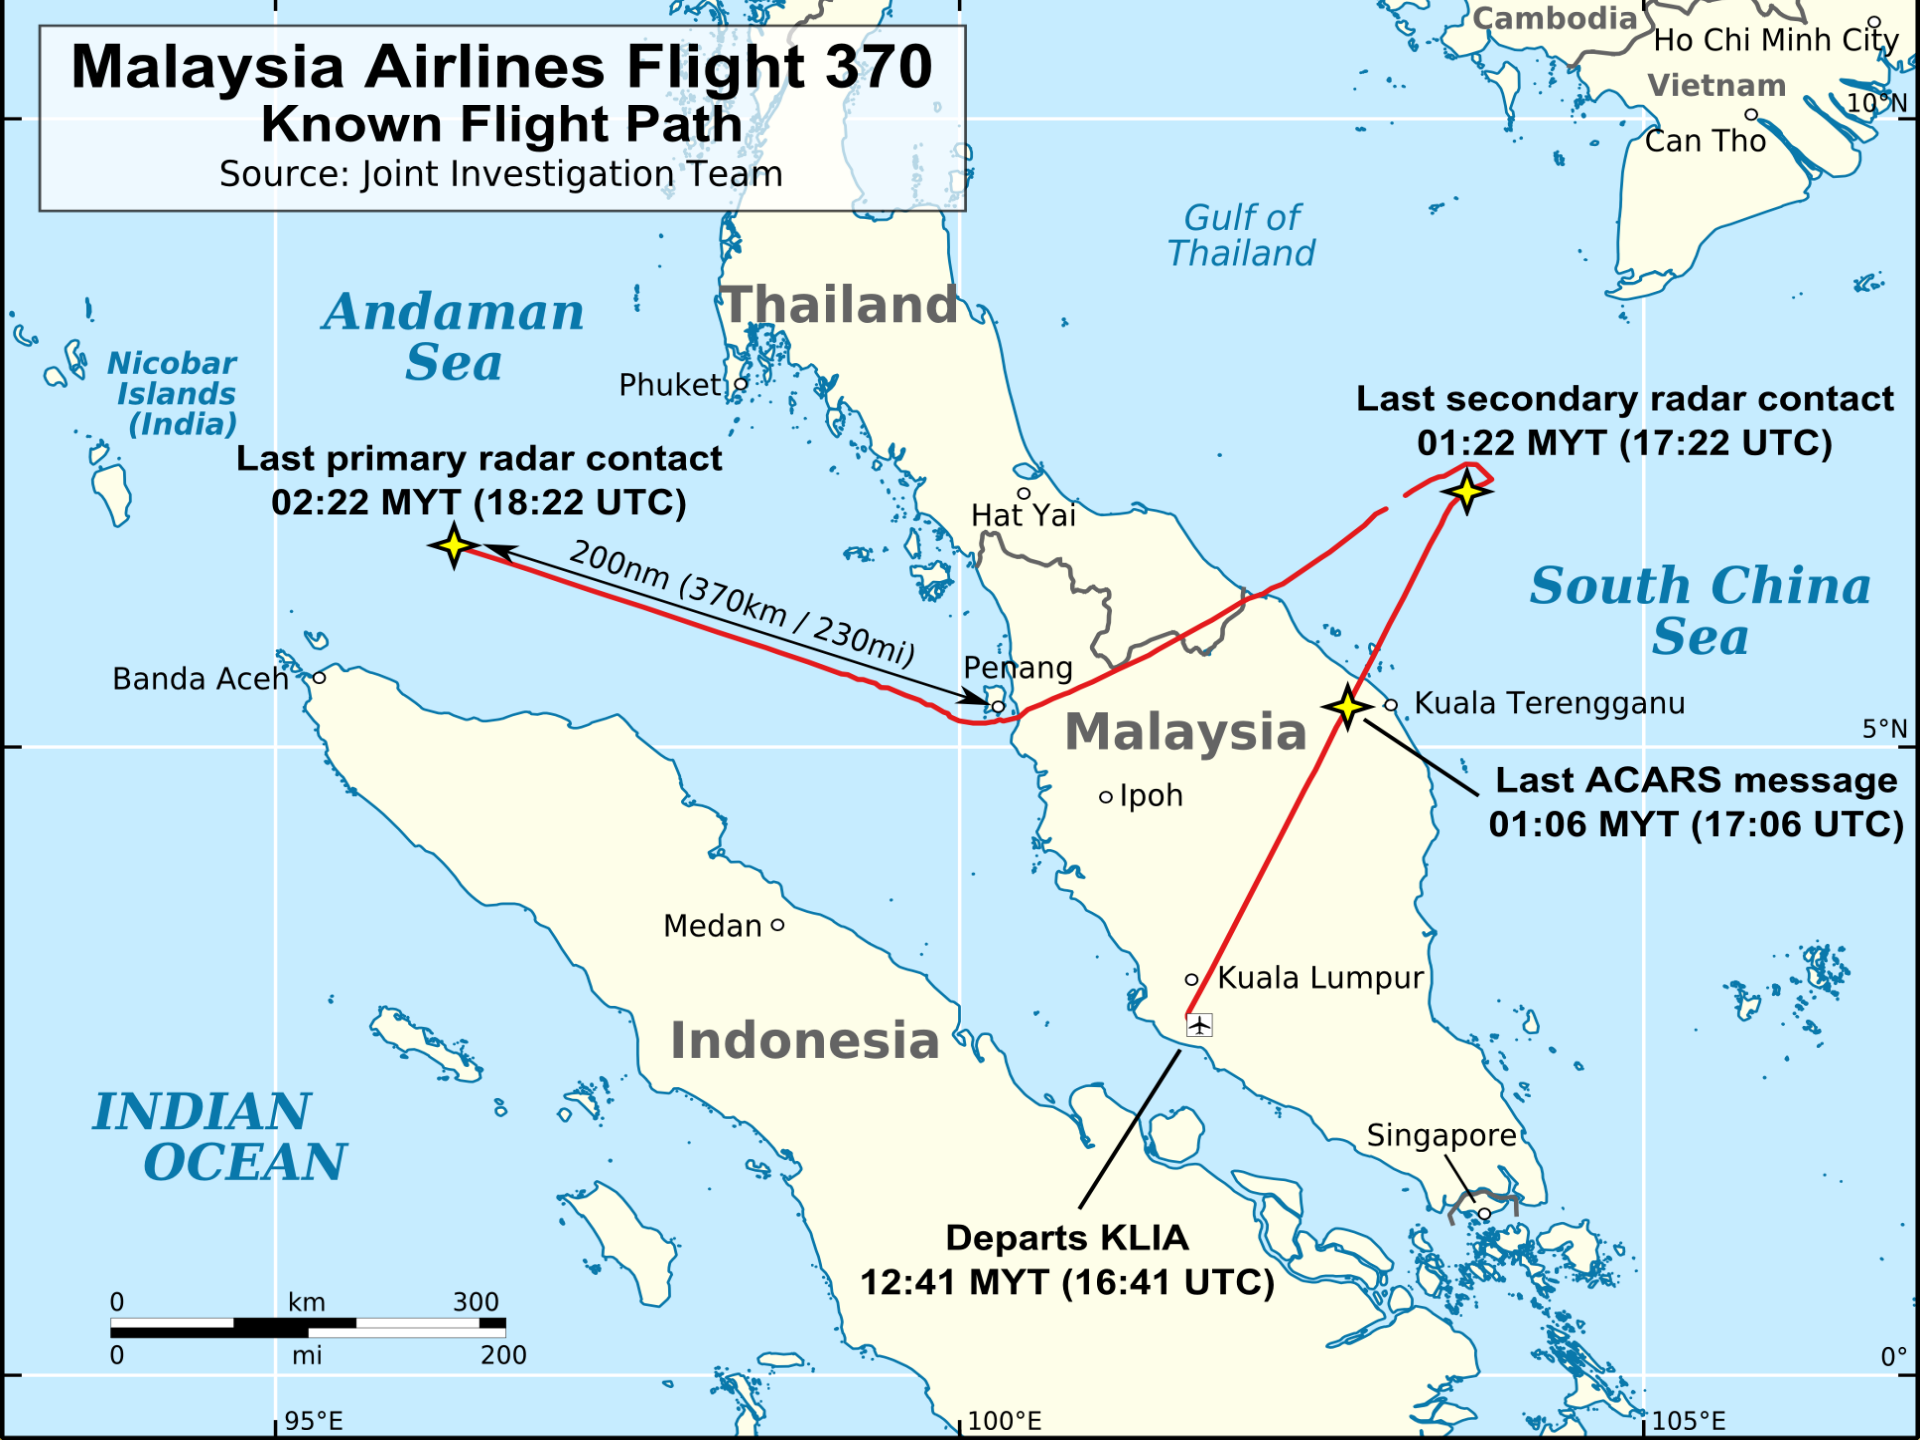 Malaysia Airlines Flight 370
Known Flight Path
Source: Joint Investigation Team
Cambodia
Ho Chi Minh City
Vietnam
10°N
Can Tho
Gulf of
Thailand
Thailand
Andaman
Sea
Nicobar
Islands
(India)
Phuket
Last secondary radar contact
01:22 MYT (17:22 UTC)
Last primary radar contact
02:22 MYT (18:22 UTC)
Hat Yai
200nm (370km / 230mi)
South China
Sea
Penang
Banda Aceh
Kuala Terengganu
Malaysia
5°N
Last ACARS message
01:06 MYT (17:06 UTC)
Ipoh
Medan
Kuala Lumpur
Indonesia
INDIAN
OCEAN
Singapore
Departs KLIA
12:41 MYT (16:41 UTC)
0 km 300
0 mi 200
0°
95°E
100°E
105°E